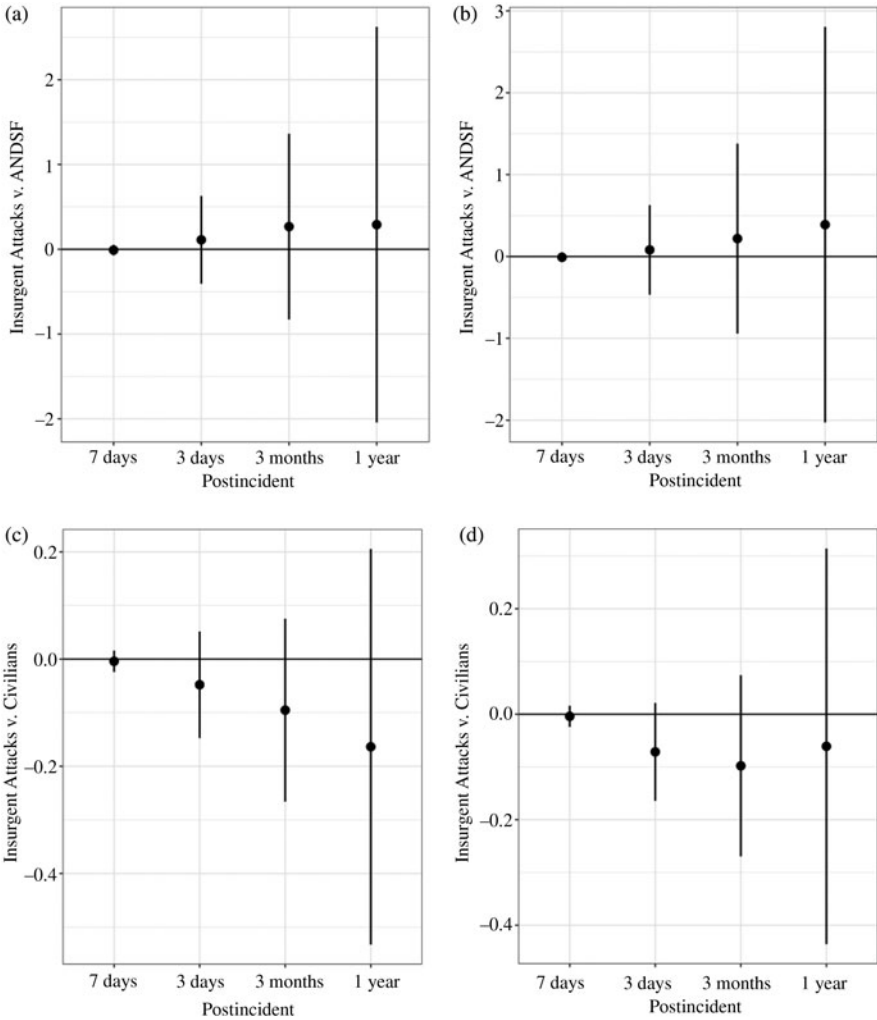 (a)
Insurgent Attacks v. ANDSF
2
1
0
−1
−2
7 days 3 days 3 months 1 year
Postincident
(b)
Insurgent Attacks v. ANDSF
3
2
1
0
−1
−2
7 days 3 days 3 months 1 year
Postincident
(c)
Insurgent Attacks v. Civilians
0.2
0.0
−0.2
−0.4
7 days 3 days 3 months 1 year
Postincident
(d)
Insurgent Attacks v. Civilians
0.2
0.0
−0.2
−0.4
7 days 3 days 3 months 1 year
Postincident